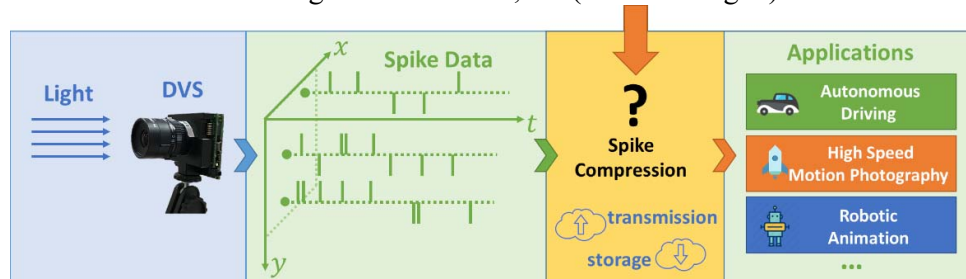 Light
DVS
x
Spike Data
t
y
?
Spike
Compression
transmission
storage
Applications
Autonomous
Driving
High Speed
Motion Photography
Robotic
Animation
...